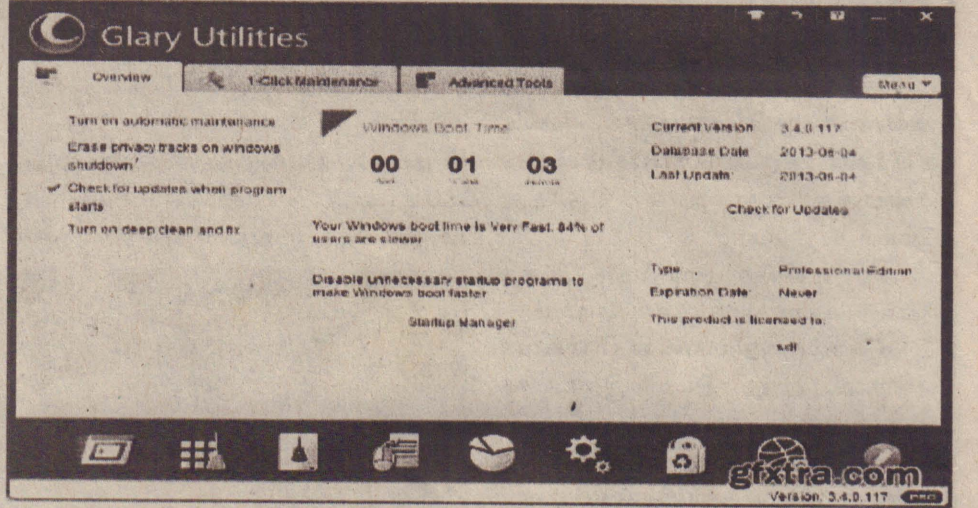 Glary Utilities
Overview
1-Click Maintenance
Advanced Tools
Menu
Turn on automatic maintenance
Erase privacy tracks on windows
shutdown
Check for updates when program
starts
Turn on deep clean and fix
Windows Boot Time
00 01 03
Your Windows boot time is Very Fast. 84% of
users are slower
Disable unnecessary startup programs to
make Windows boot faster
Startup Manager
Current Version 3.4.0.117
Database Date 2013-06-04
Last Update: 2013-06-04
Check for Updates
Type: Professional Edition
Expiration Date: Never
This product is licensed to:
sdf
gfxtra.com
Version: 3.4.0.117 PRO